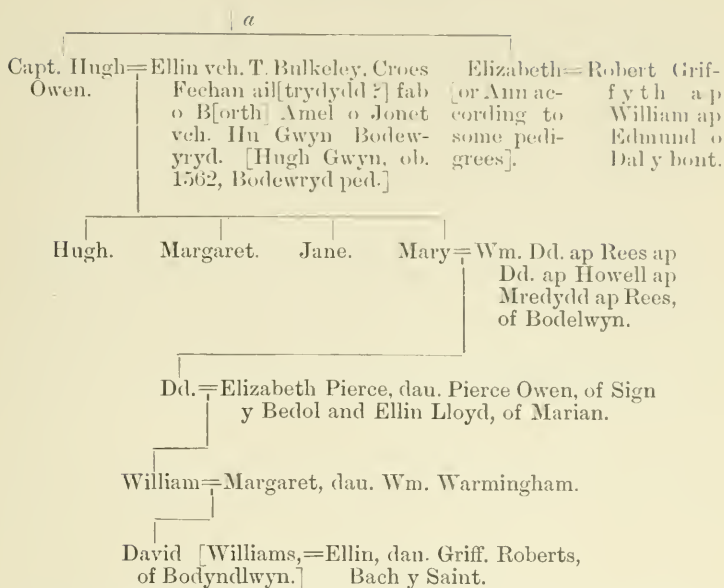 a
Capt. Hugh=Ellin vch. T. Bulkeley, Croes
Owen. Fechan ail[trydydd ?] fab
o B[orth] Amel o Jonet
vch. Hu Gwyn Bodew-
yryd. [Hugh Gwyn, ob.
1562, Bodewryd ped.]
Elizabeth=Robert Grif-
[or Ann ac- fyth ap
cording to William ap
some pedi- Edmund o
grees]. Dal y bont.
Hugh. Margaret. Jane. Mary=Wm. Dd. ap Rees ap
Dd. ap Howell ap
Mredydd ap Rees,
of Bodelwyn.
Dd.=Elizabeth Pierce, dau. Pierce Owen, of Sign
y Bedol and Ellin Lloyd, of Marian.
William=Margaret, dau. Wm. Warmingham.
David [Williams,=Ellin, dau. Griff. Roberts,
of Bodyndlwyn.] Bach y Saint.